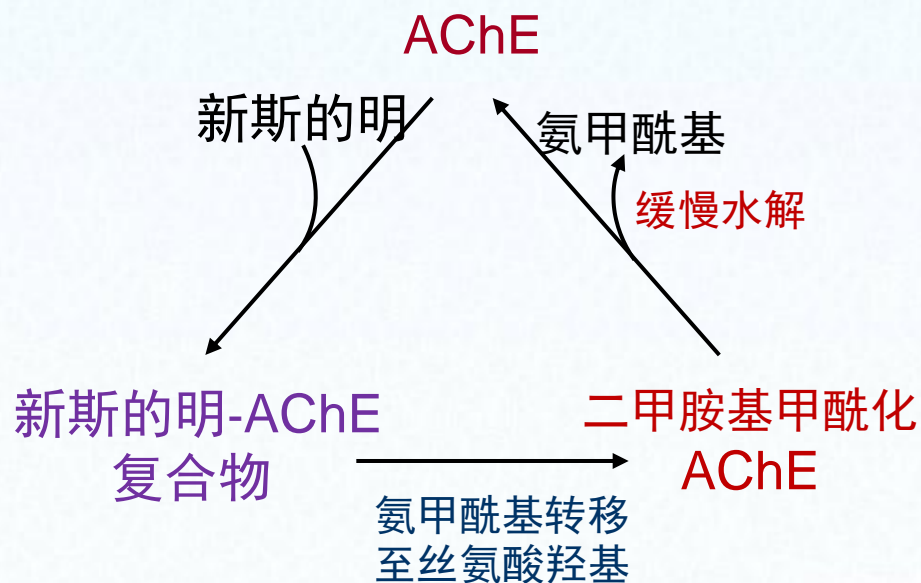 AChE
新斯的明
氨甲酰基
缓慢水解
新斯的明-AChE
复合物
二甲胺基甲酰化
AChE
氨甲酰基转移
至丝氨酸羟基